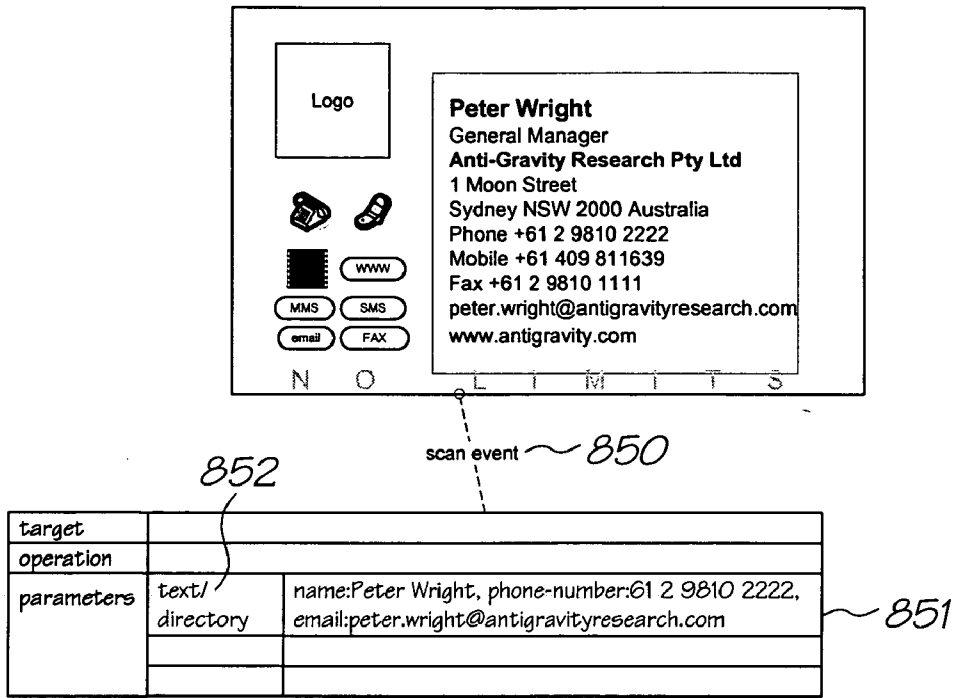 Logo
Peter Wright
General Manager
Anti-Gravity Research Pty Ltd
1 Moon Street
Sydney NSW 2000 Australia
Phone +61 2 9810 2222
Mobile +61 409 811639
Fax +61 2 9810 1111
peter.wright@antigravityresearch.com
www.antigravity.com
WWW
MMS SMS
email FAX
N O L I M I T S
scan event 850
852
target
operation
parameters text/ name:Peter Wright, phone-number:61 2 9810 2222,
directory email:peter.wright@antigravityresearch.com
851